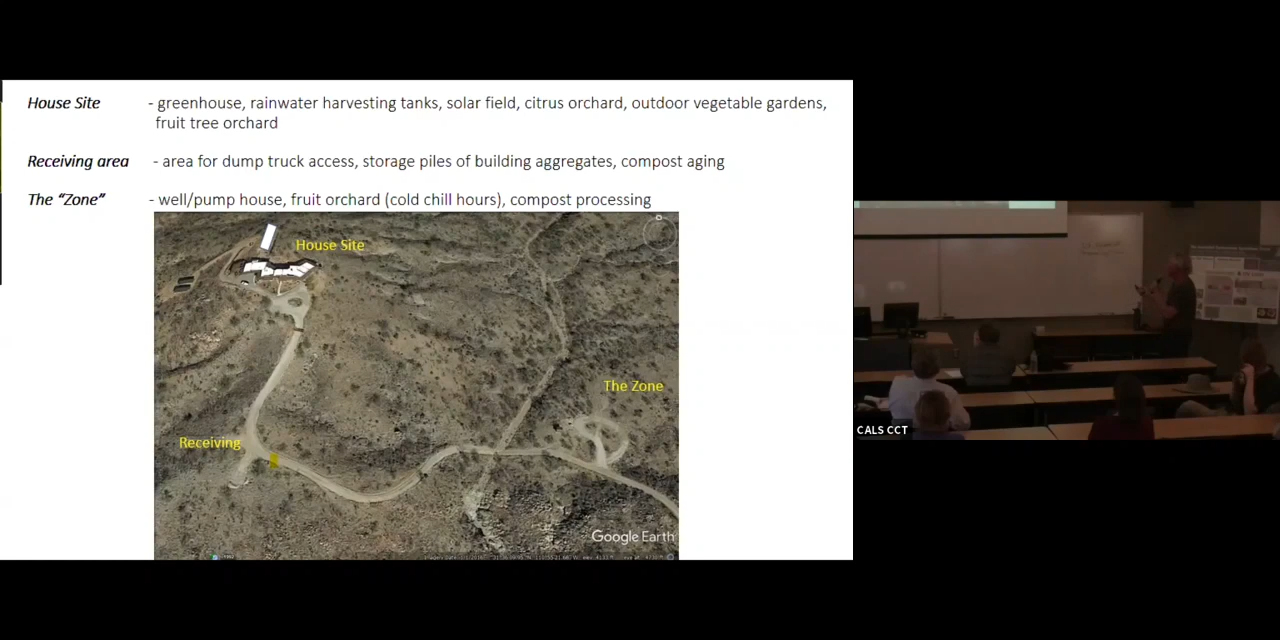 House Site - greenhouse, rainwater harvesting tanks, solar field, citrus orchard, outdoor vegetable gardens,
fruit tree orchard
Receiving area - area for dump truck access, storage piles of building aggregates, compost aging
The “Zone” - well/pump house, fruit orchard (cold chill hours), compost processing
House Site
The Zone
Receiving
CALS CCT
Google Earth